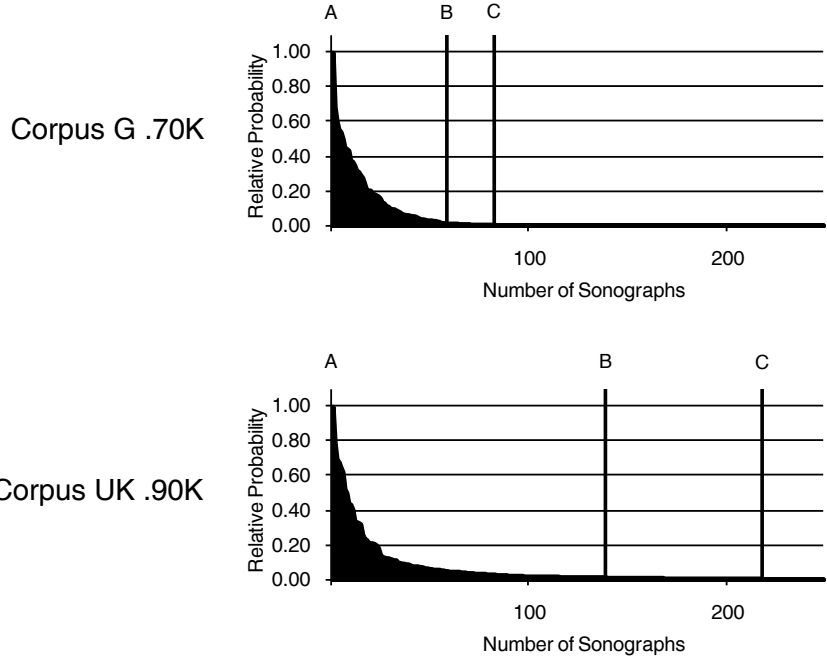 A B C
Corpus G .70K
Relative Probability
1.00
0.80
0.60
0.40
0.20
0.00
100 200
Number of Sonographs
A B C
Corpus UK .90K
Relative Probability
1.00
0.80
0.60
0.40
0.20
0.00
100 200
Number of Sonographs